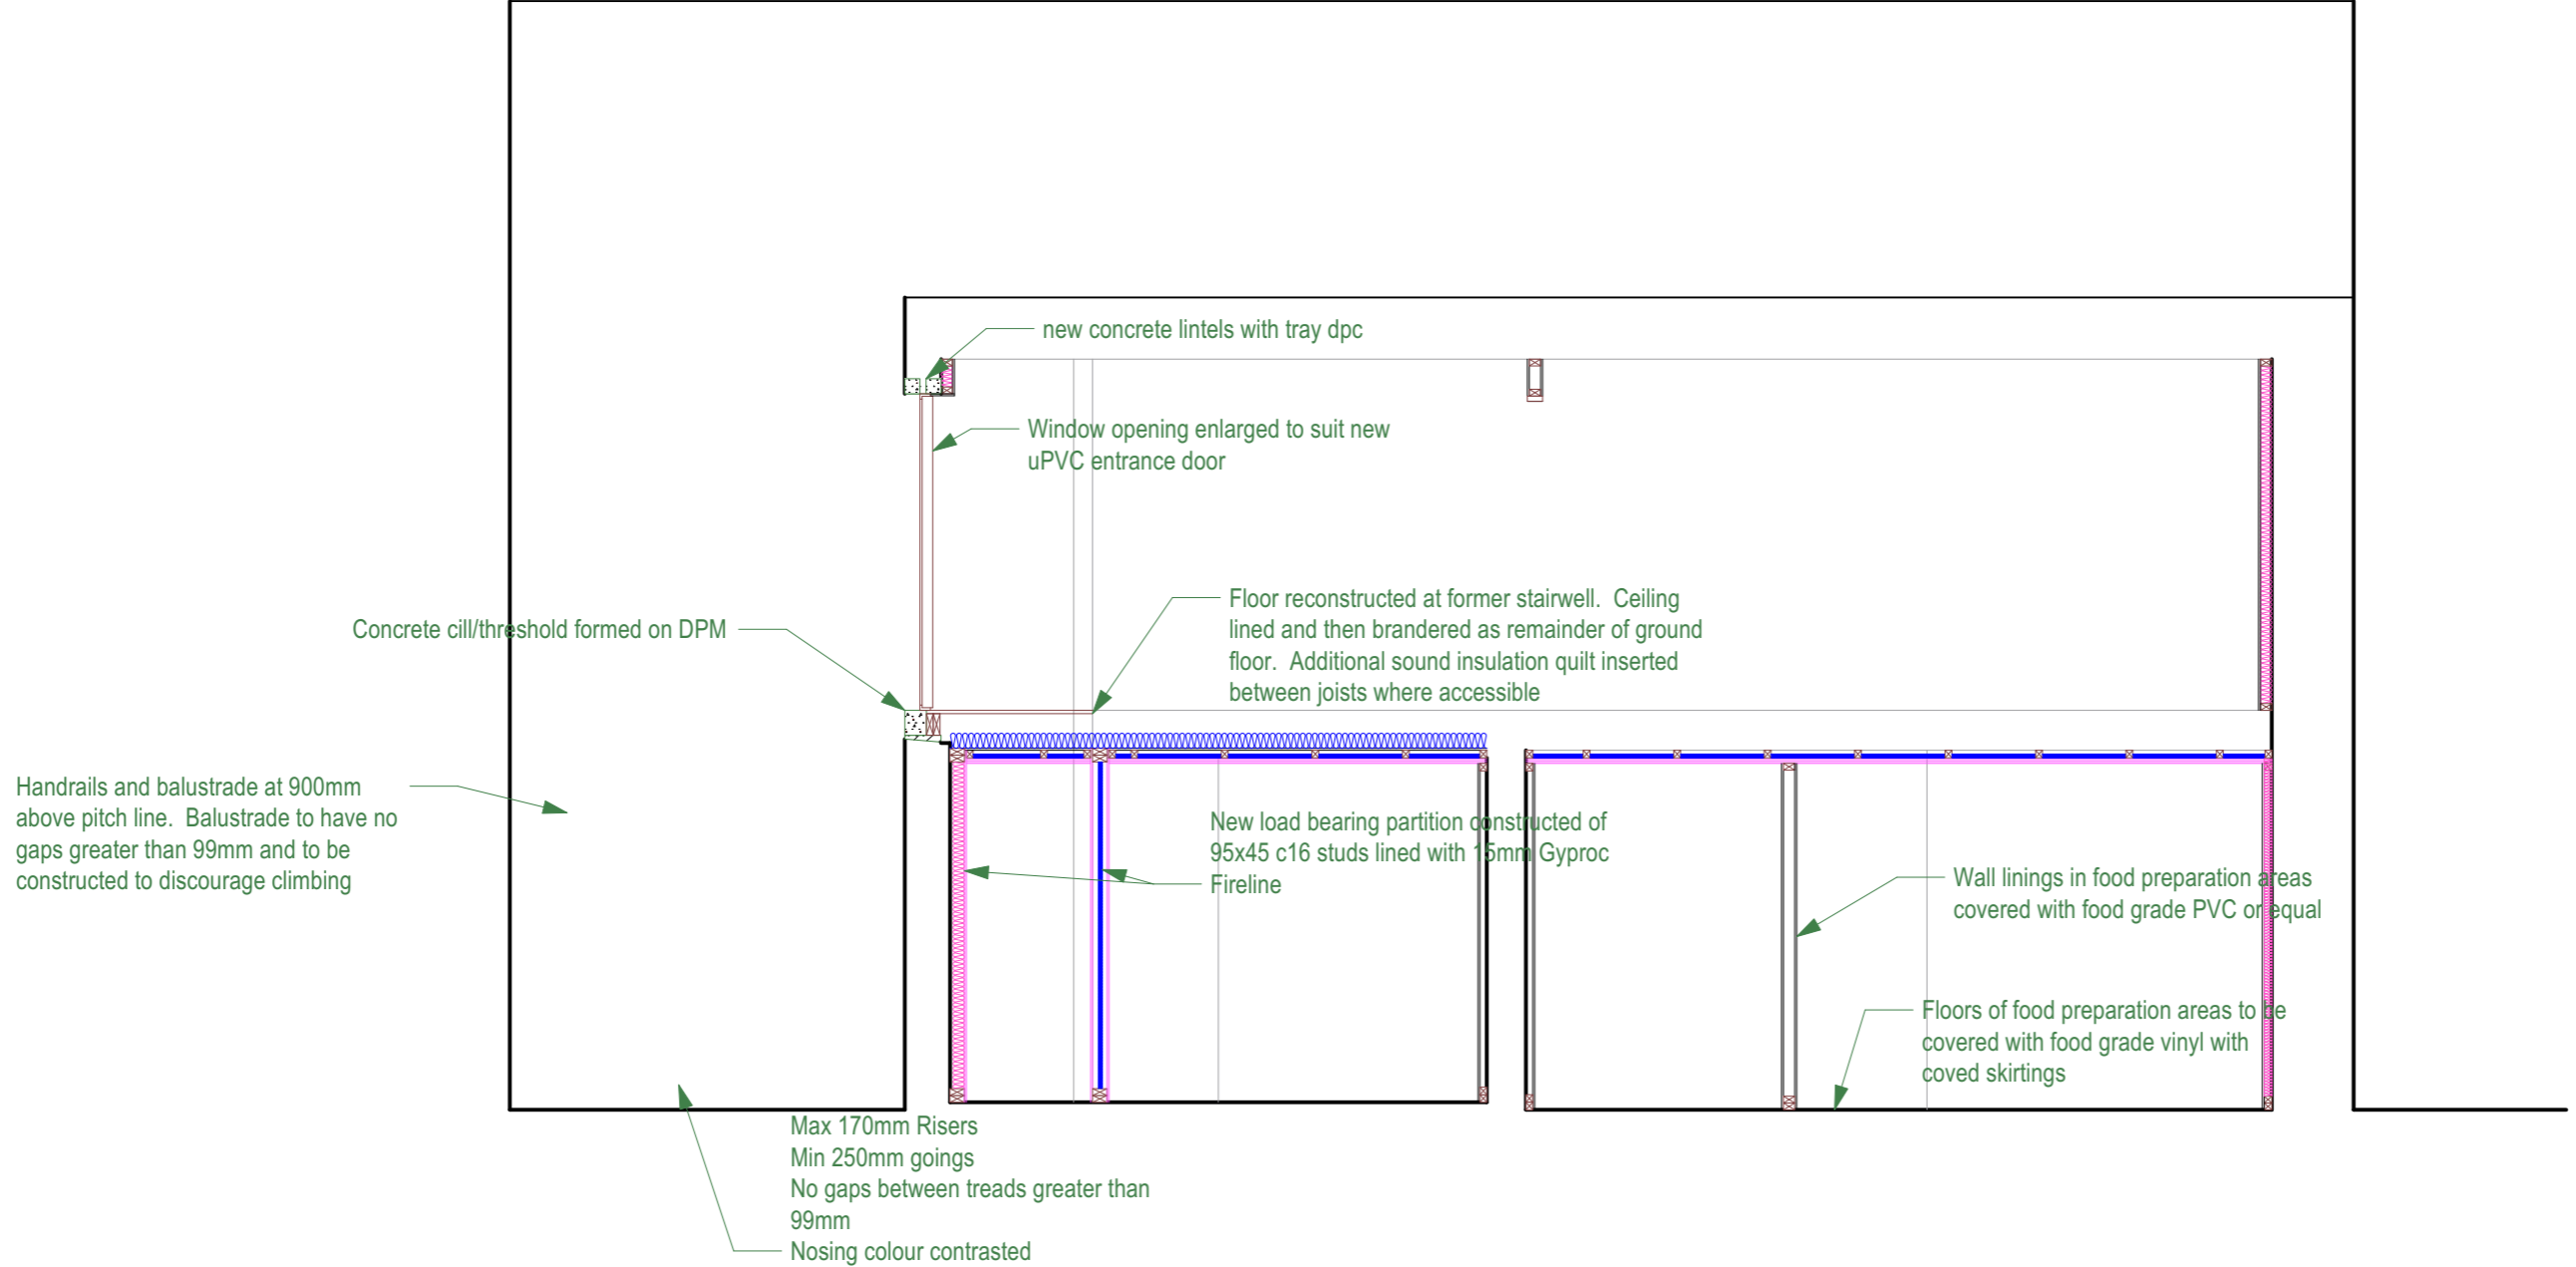 new concrete lintels with tray dpc
Window opening enlarged to suit new
uPVC entrance door
Floor reconstructed at former stairwell. Ceiling
lined and then brandered as remainder of ground
floor. Additional sound insulation quilt inserted
between joists where accessible
Concrete cill/threshold formed on DPM
Handrails and balustrade at 900mm
above pitch line. Balustrade to have no
gaps greater than 99mm and to be
constructed to discourage climbing
New load bearing partition constructed of
95x45 c16 studs lined with 15mm Gyproc
Fireline
Wall linings in food preparation areas
covered with food grade PVC or equal
Floors of food preparation areas to be
covered with food grade vinyl with
coved skirtings
Max 170mm Risers
Min 250mm goings
No gaps between treads greater than
99mm
Nosing colour contrasted